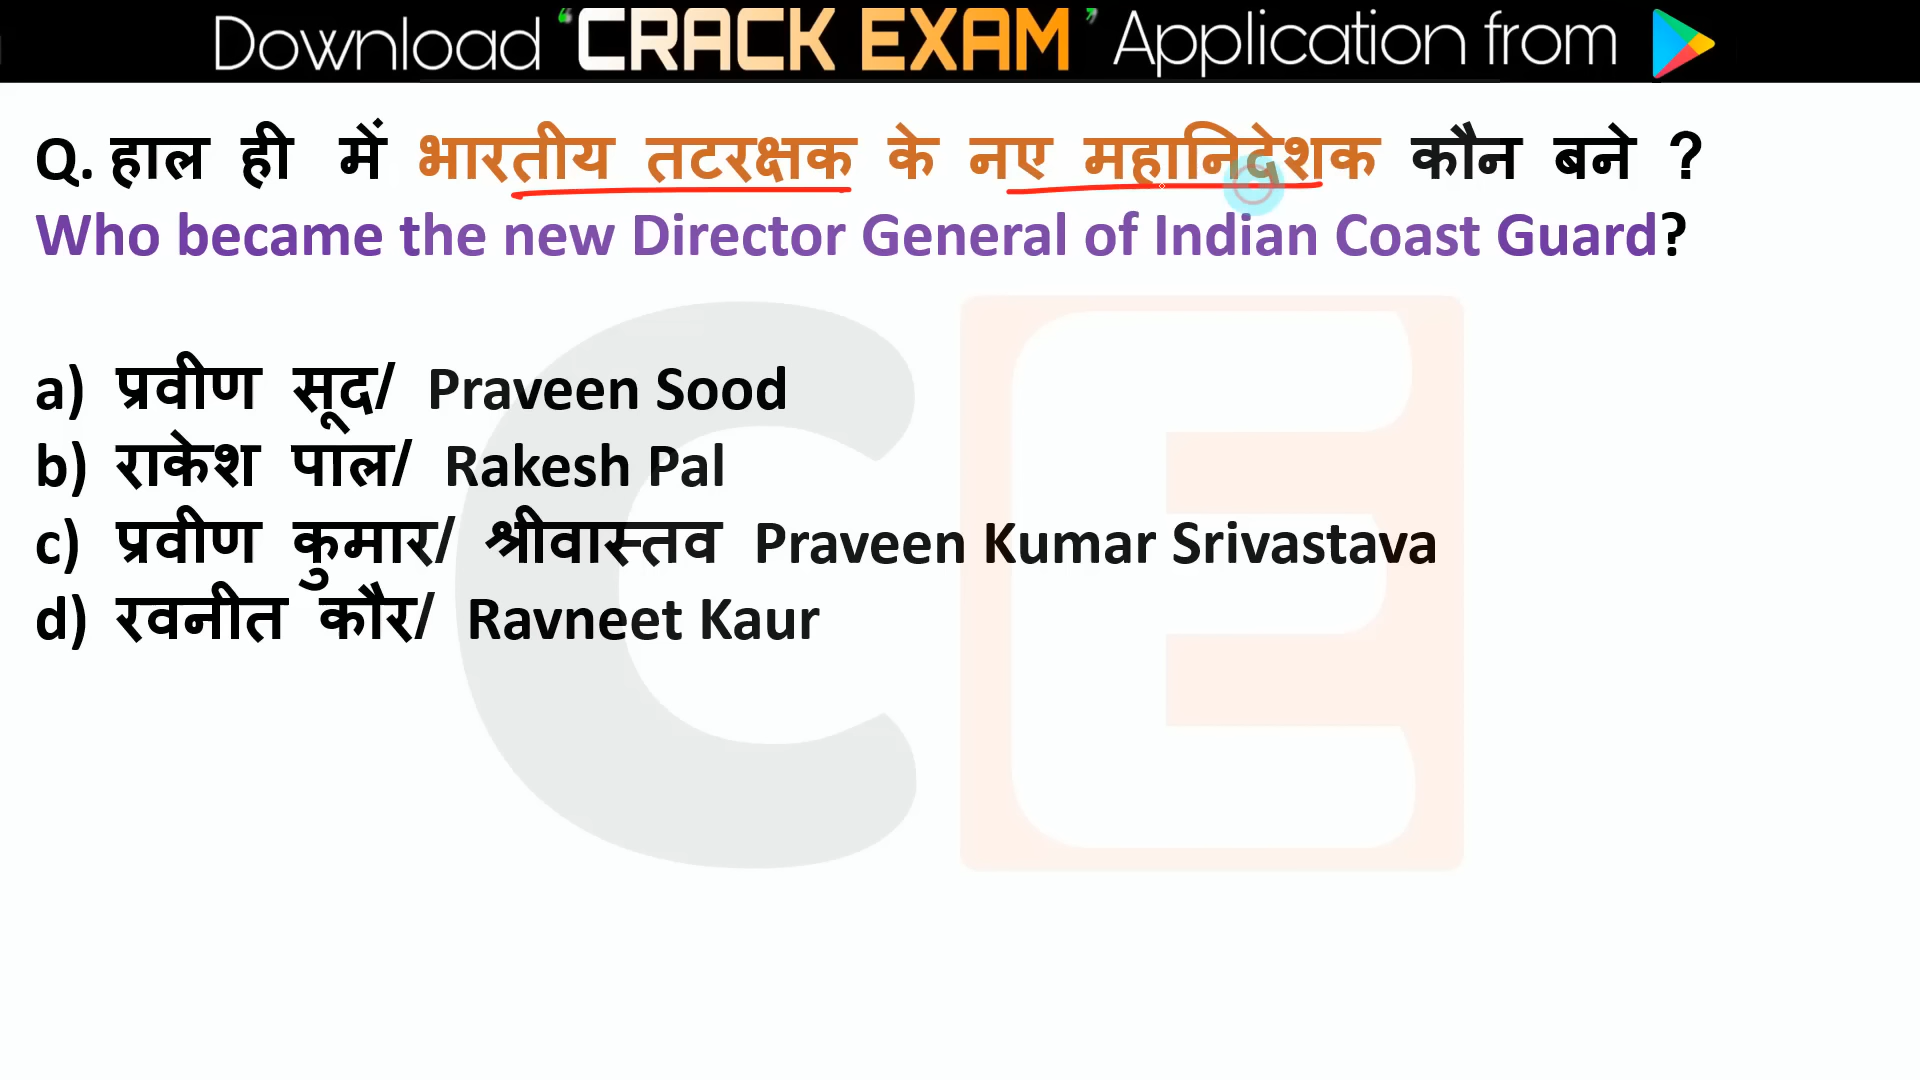 Download ‘CRACK EXAM’ Application from
Q. हाल ही में भारतीय तटरक्षक के नए महानिदेशक कौन बने ?
Who became the new Director General of Indian Coast Guard?
a) प्रवीण सूद/ Praveen Sood
b) राकेश पाल/ Rakesh Pal
c) प्रवीण कुमार/ श्रीवास्तव Praveen Kumar Srivastava
d) रवनीत कौर/ Ravneet Kaur
CE